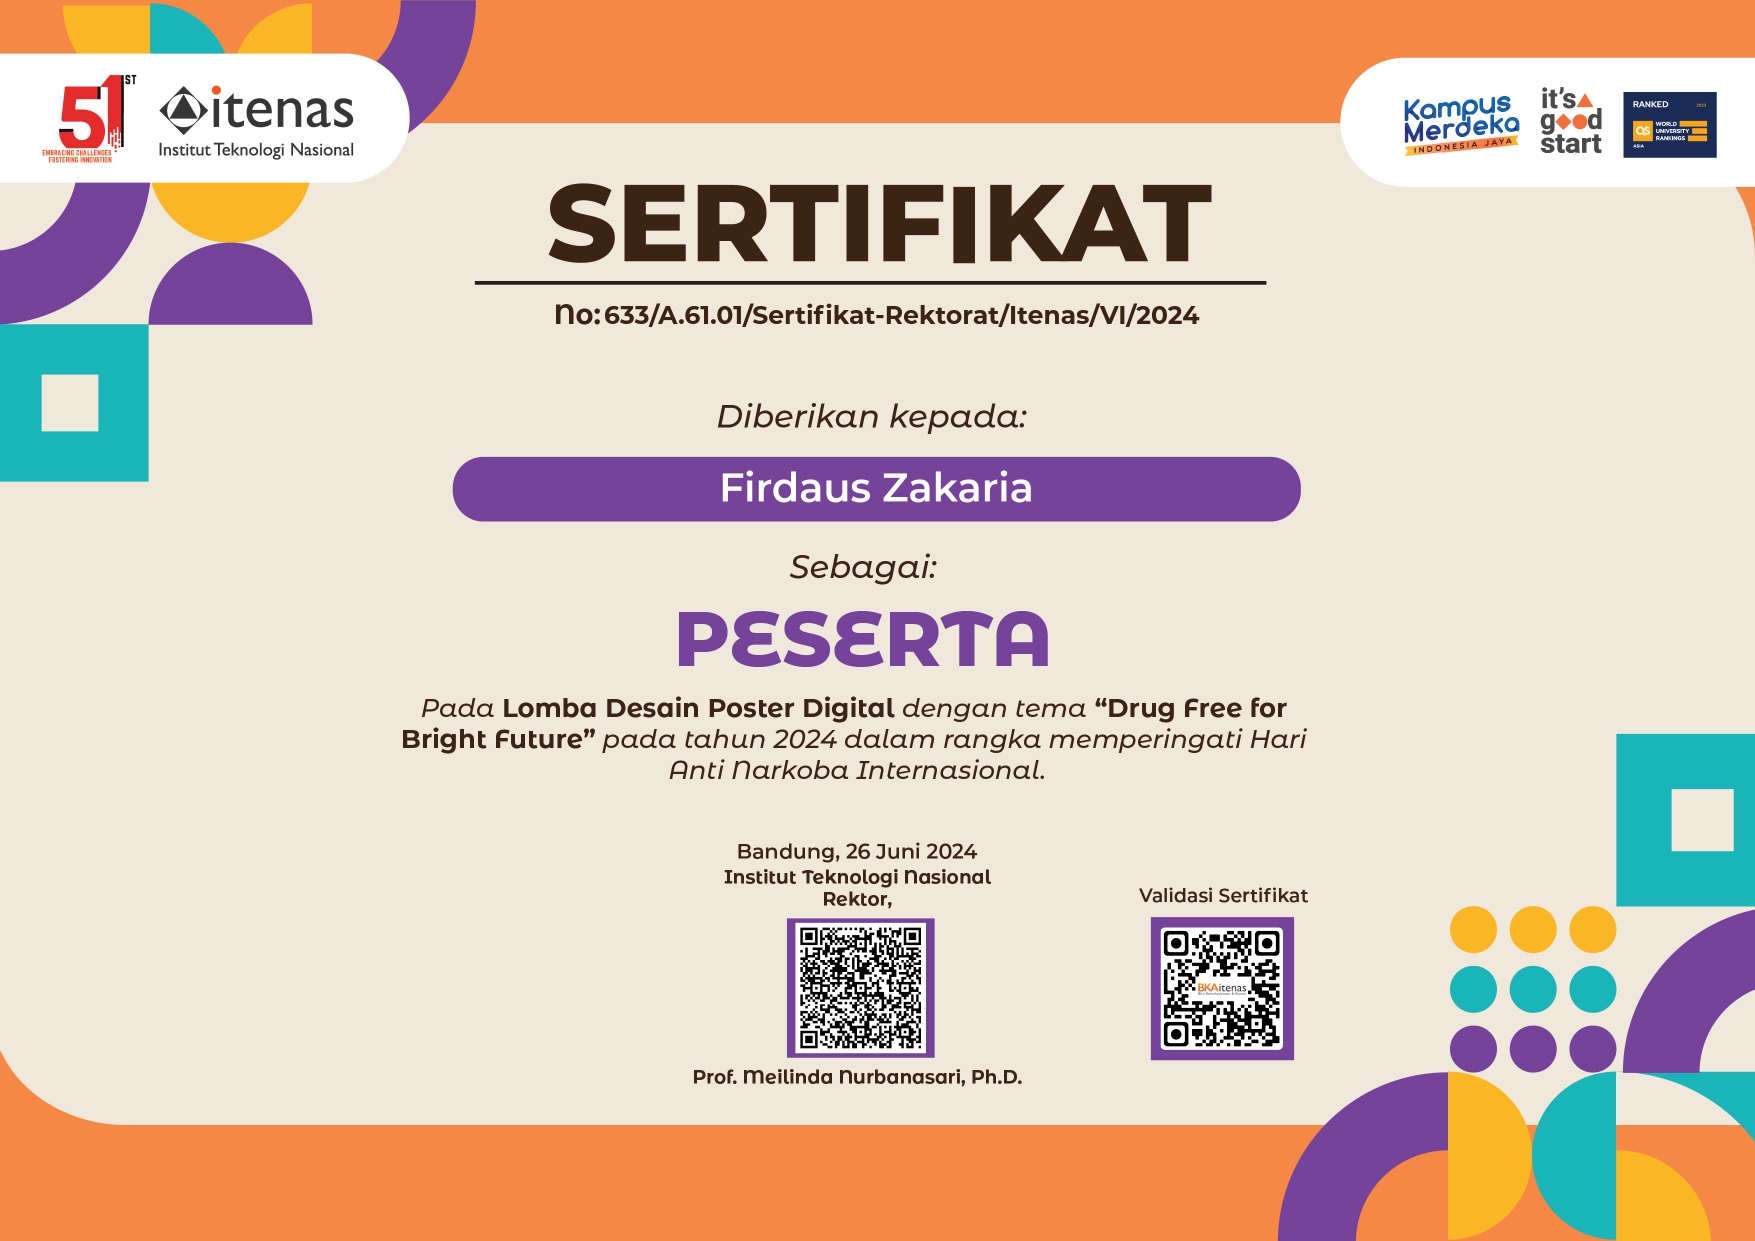 51ST
EMBRACING CHALLENGES
FOSTERING INNOVATION
itenas
Institut Teknologi Nasional
Kampus
Merdeka
INDONESIA JAYA
it's
good
start
RANKED 2023
QS WORLD
UNIVERSITY
RANKINGS
ASIA
SERTIFIKAT
No: 633/A.61.01/Sertifikat-Rektorat/Itenas/VI/2024
Diberikan kepada:
Firdaus Zakaria
Sebagai:
PESERTA
Pada Lomba Desain Poster Digital dengan tema “Drug Free for
Bright Future” pada tahun 2024 dalam rangka memperingati Hari
Anti Narkoba Internasional.
Bandung, 26 Juni 2024
Institut Teknologi Nasional
Rektor,
Prof. Meilinda Nurbanasari, Ph.D.
Validasi Sertifikat
BKAitenas